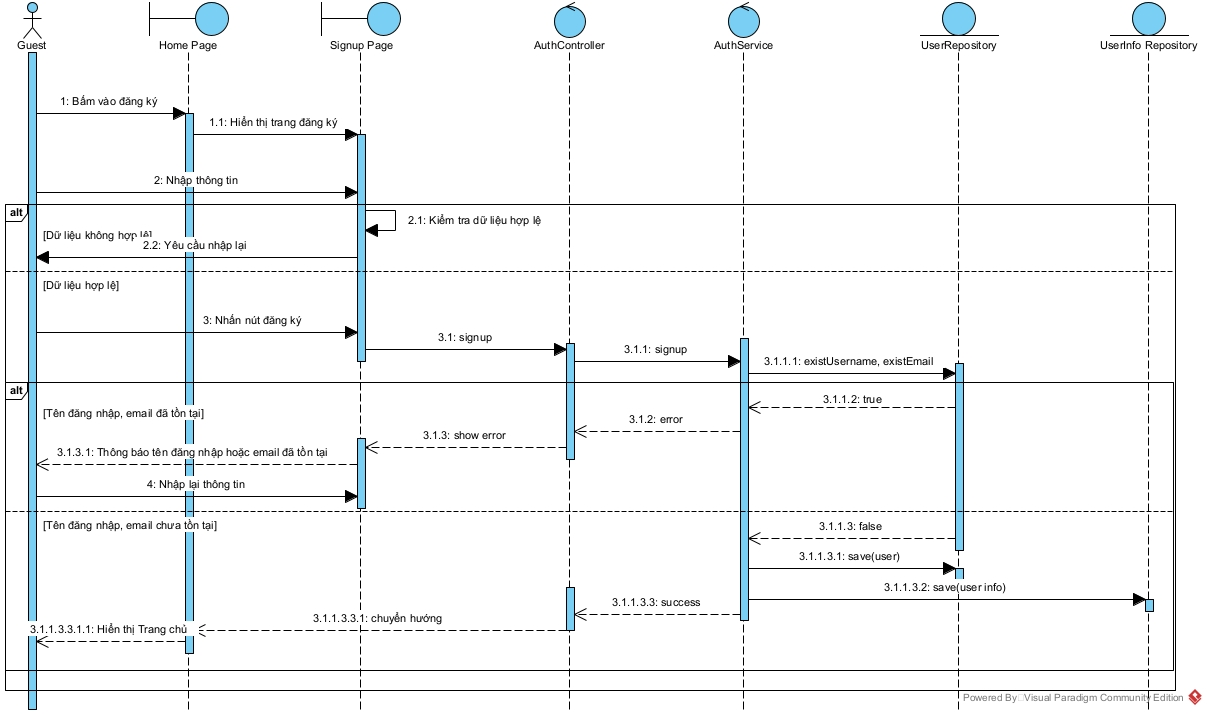 Guest
Home Page
Signup Page
AuthController
AuthService
UserRepository
UserInfo Repository
1: Bấm vào đăng ký
1.1: Hiển thị trang đăng ký
2: Nhập thông tin
alt
2.1: Kiểm tra dữ liệu hợp lệ
[Dữ liệu không hợp lệ]
2.2: Yêu cầu nhập lại
[Dữ liệu hợp lệ]
3: Nhấn nút đăng ký
3.1: signup
3.1.1: signup
3.1.1.1: existUsername, existEmail
alt
3.1.1.2: true
[Tên đăng nhập, email đã tồn tại]
3.1.2: error
3.1.3: show error
3.1.3.1: Thông báo tên đăng nhập hoặc email đã tồn tại
4: Nhập lại thông tin
[Tên đăng nhập, email chưa tồn tại]
3.1.1.3: false
3.1.1.3.1: save(user)
3.1.1.3.2: save(user info)
3.1.1.3.3: success
3.1.1.3.3.1: chuyển hướng
3.1.1.3.3.1.1: Hiển thị Trang chủ
Powered By Visual Paradigm Community Edition